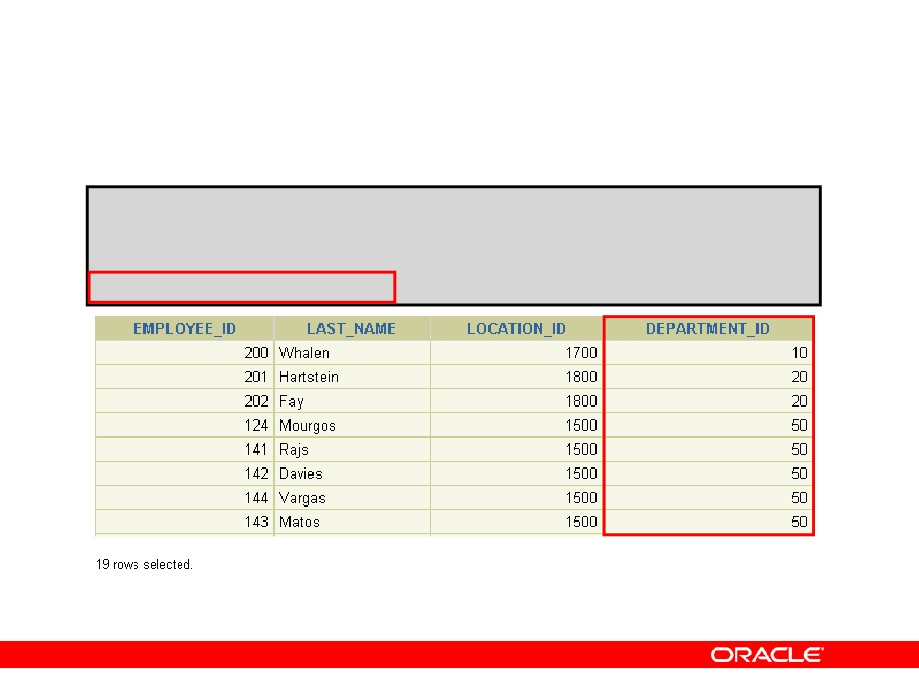 EMPLOYEE_ID LAST_NAME LOCATION_ID DEPARTMENT_ID
200 Whalen 1700 10
201 Hartstein 1800 20
202 Fay 1800 20
124 Mourgos 1500 50
141 Rajs 1500 50
142 Davies 1500 50
144 Vargas 1500 50
143 Matos 1500 50
19 rows selected.
ORACLE